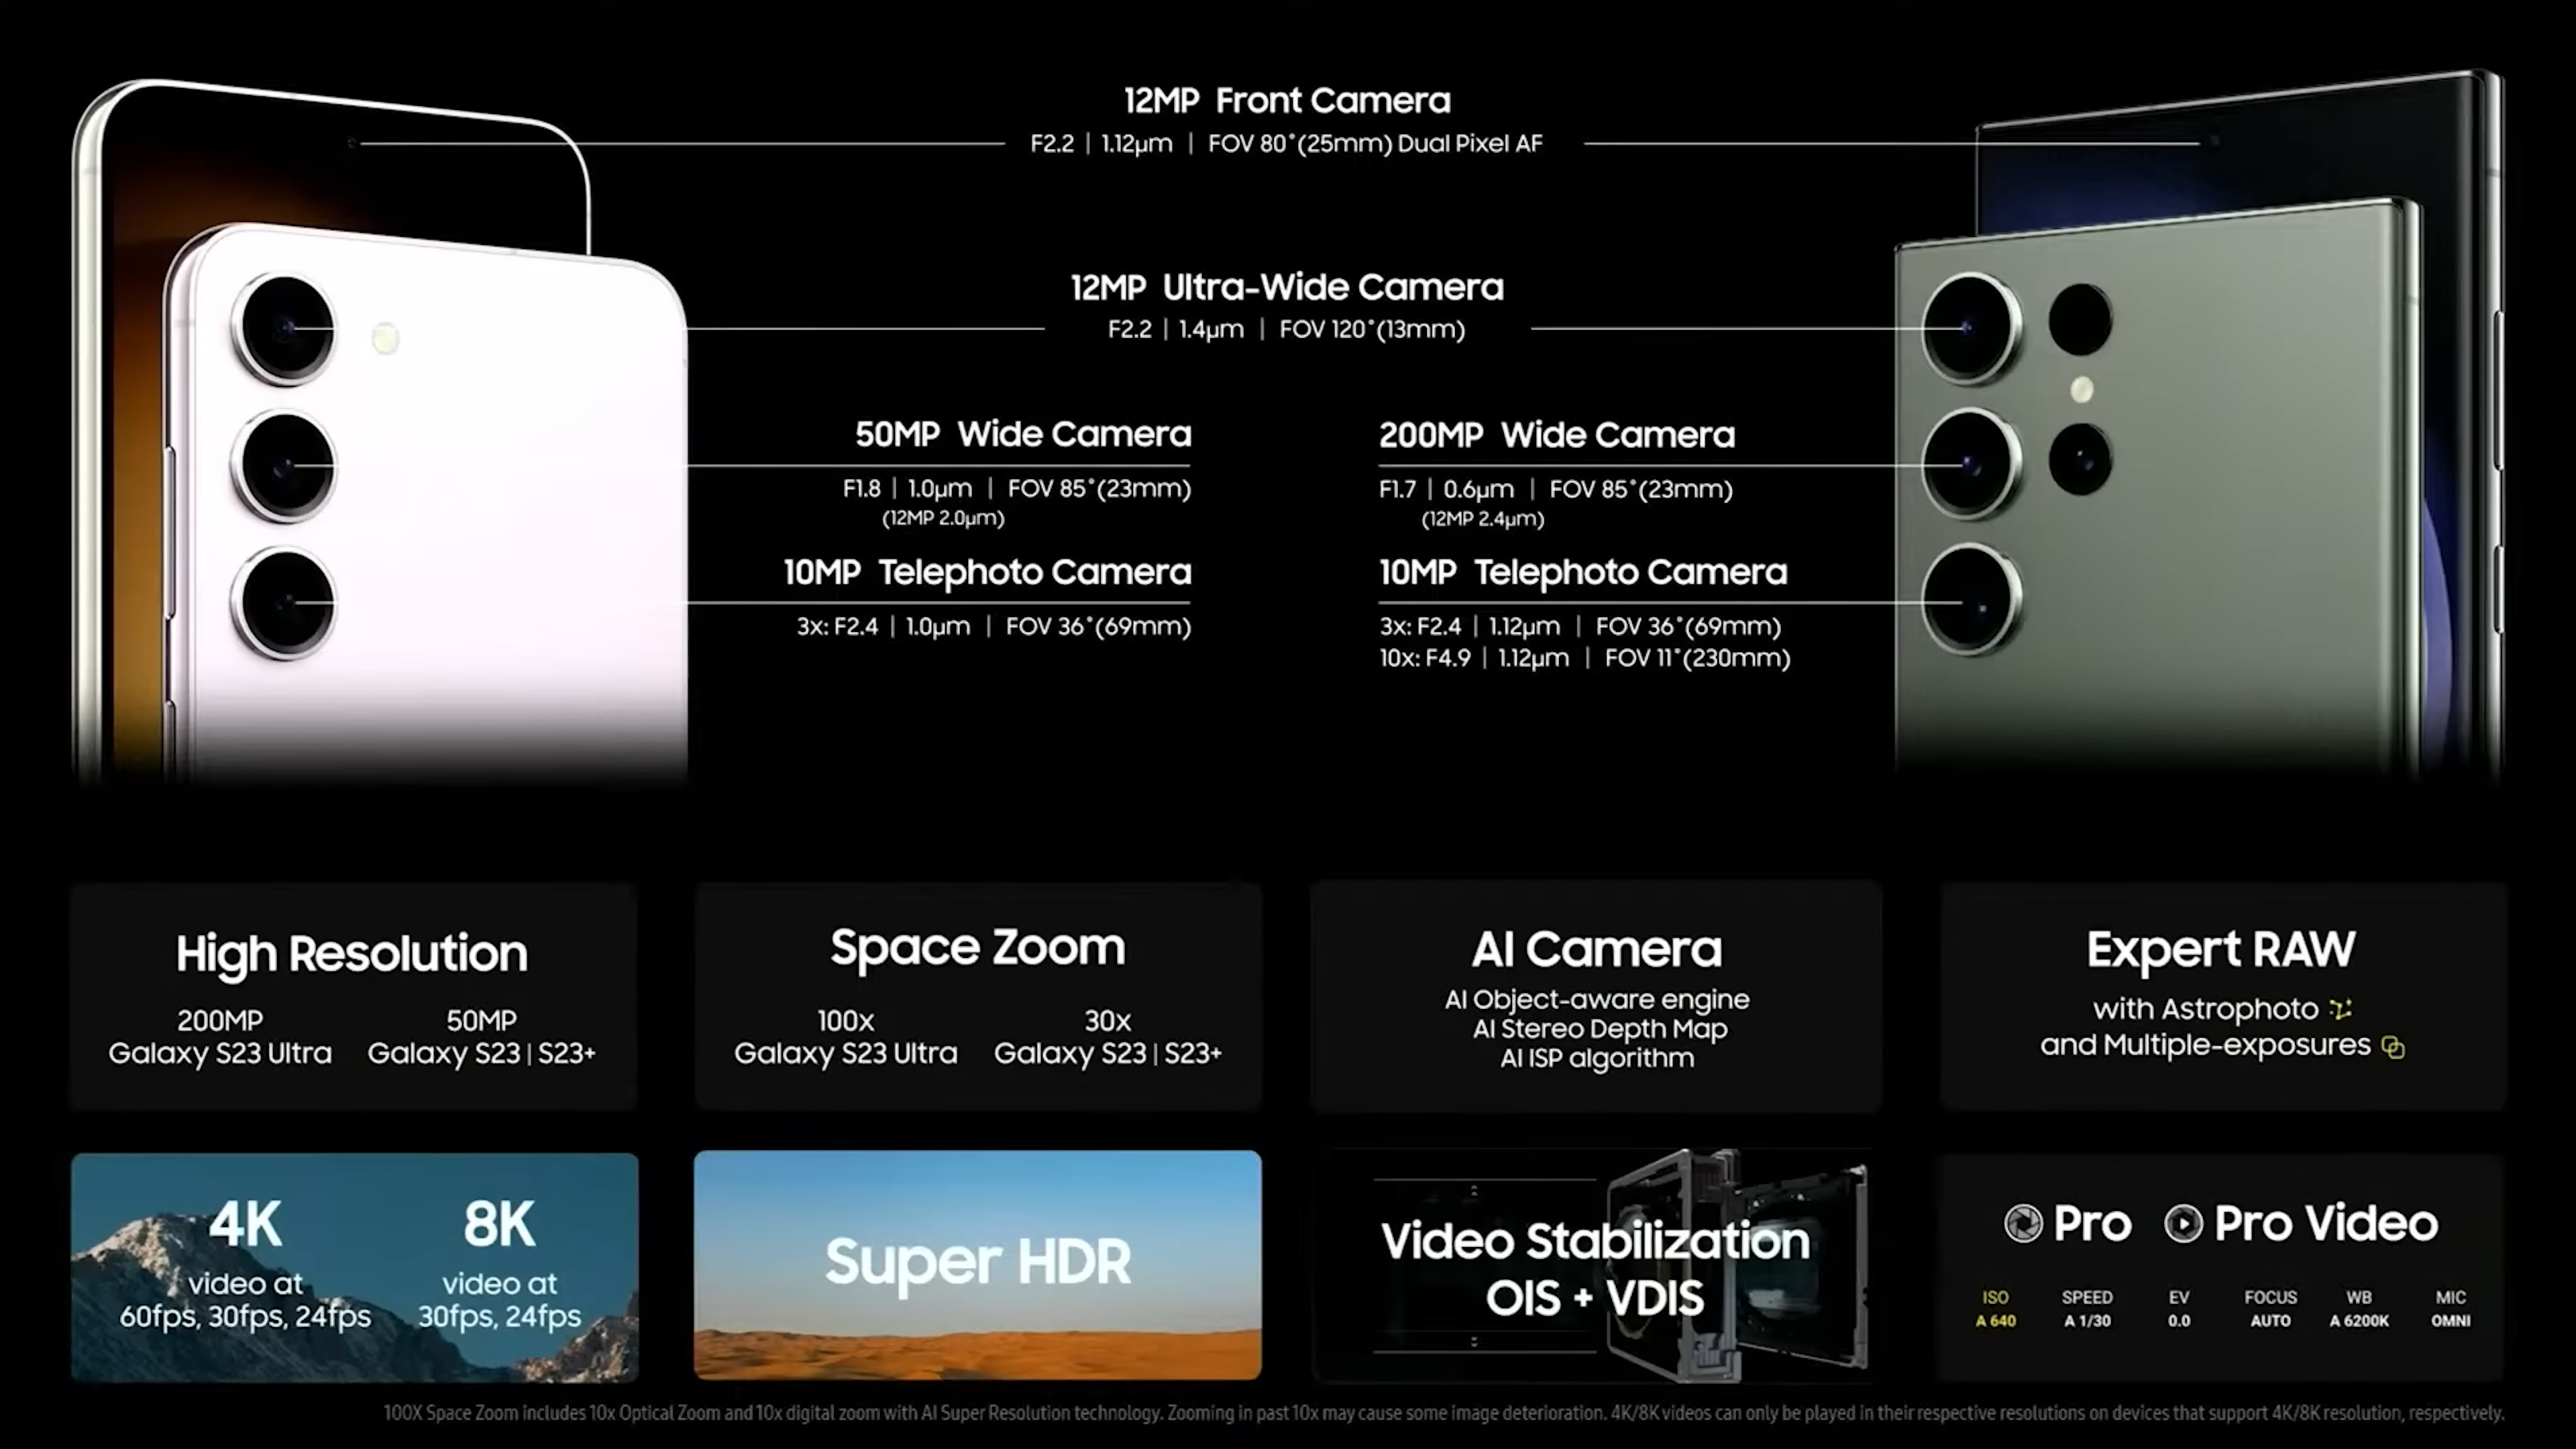 12MP Front Camera
F2.2 | 1.12µm | FOV 80°(25mm) Dual Pixel AF
12MP Ultra-Wide Camera
F2.2 | 1.4µm | FOV 120°(13mm)
50MP Wide Camera
F1.8 | 1.0µm | FOV 85°(23mm)
(12MP 2.0µm)
10MP Telephoto Camera
3x: F2.4 | 1.0µm | FOV 36°(69mm)
200MP Wide Camera
F1.7 | 0.6µm | FOV 85°(23mm)
(12MP 2.4µm)
10MP Telephoto Camera
3x: F2.4 | 1.12µm | FOV 36°(69mm)
10x: F4.9 | 1.12µm | FOV 11°(230mm)
High Resolution
200MP
Galaxy S23 Ultra
50MP
Galaxy S23 | S23+
Space Zoom
100x
Galaxy S23 Ultra
30x
Galaxy S23 | S23+
AI Camera
AI Object-aware engine
AI Stereo Depth Map
AI ISP algorithm
Expert RAW
with Astrophoto
and Multiple-exposures
4K
video at
60fps, 30fps, 24fps
8K
video at
30fps, 24fps
Super HDR
Video Stabilization
OIS + VDIS
Pro Pro Video
ISO SPEED EV FOCUS WB MIC
A 640 A 1/30 0.0 AUTO A 6200K OMNI
100X Space Zoom includes 10x Optical Zoom and 10x digital zoom with AI Super Resolution technology. Zooming in past 10x may cause some image deterioration. 4K/8K videos can only be played in their respective resolutions on devices that support 4K/8K resolution, respectively.